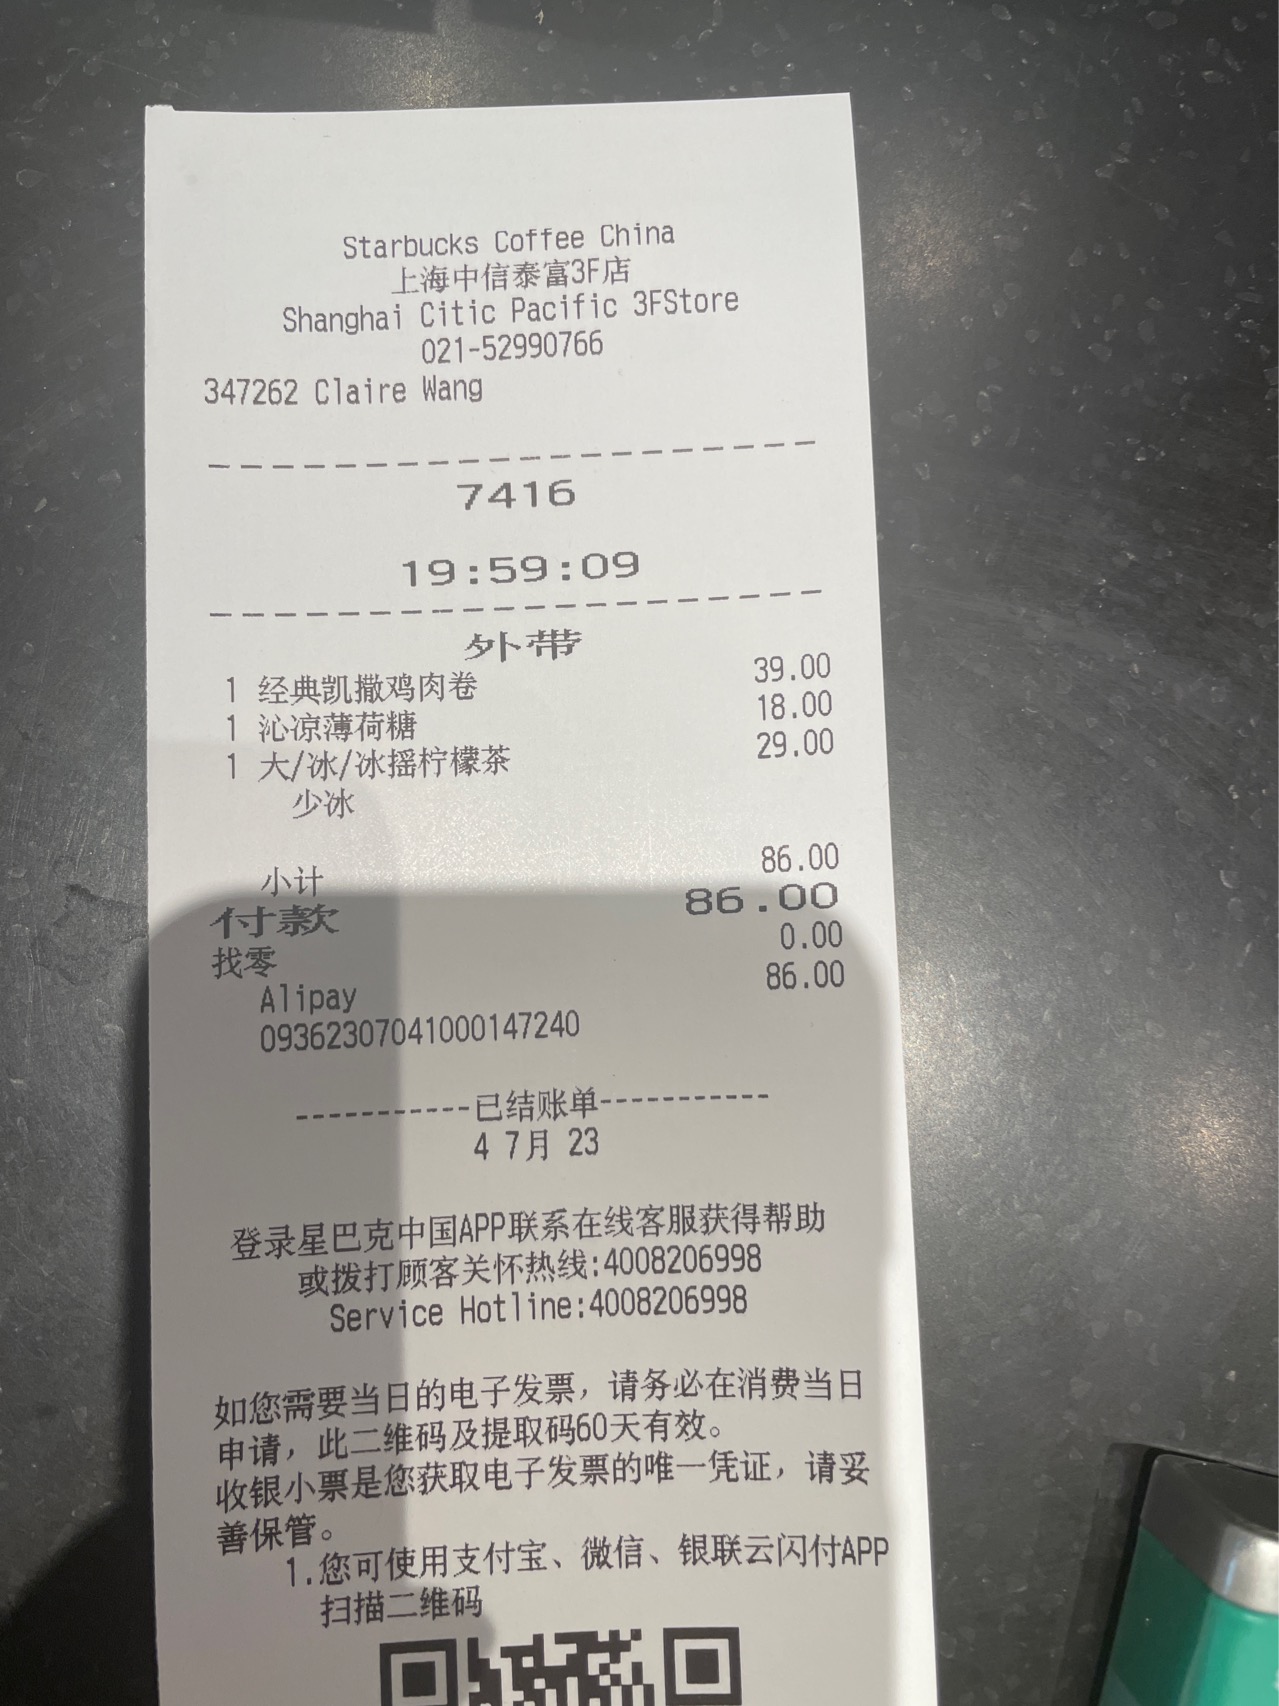 Starbucks Coffee China
上海中信泰富3F店
Shanghai Citic Pacific 3FStore
021-52990766
347262 Claire Wang
7416
19:59:09
外带
1 经典凯撒鸡肉卷 39.00
1 沁凉薄荷糖 18.00
1 大/冰/冰摇柠檬茶 29.00
少冰
小计 86.00
付款 86.00
找零 0.00
Alipay 86.00
09362307041000147240
-----------已结账单-----------
4 7月 23
登录星巴克中国APP联系在线客服获得帮助
或拨打顾客关怀热线:4008206998
Service Hotline:4008206998
如您需要当日的电子发票，请务必在消费当日
申请，此二维码及提取码60天有效。
收银小票是您获取电子发票的唯一凭证，请妥
善保管。
1.您可使用支付宝、微信、银联云闪付APP
扫描二维码